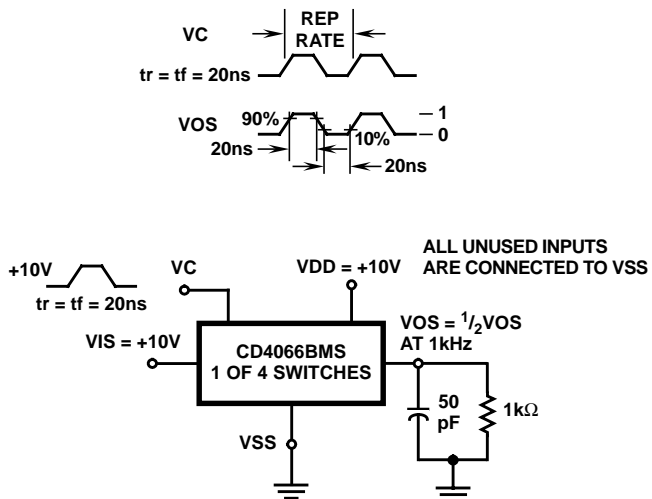 REP
RATE
VC
tr = tf = 20ns
VOS
90%
10%
1
0
20ns
20ns
ALL UNUSED INPUTS
ARE CONNECTED TO VSS
+10V
tr = tf = 20ns
VC
VDD = +10V
VOS = 1/2VOS
AT 1kHz
VIS = +10V
CD4066BMS
1 OF 4 SWITCHES
50
pF
1kΩ
VSS